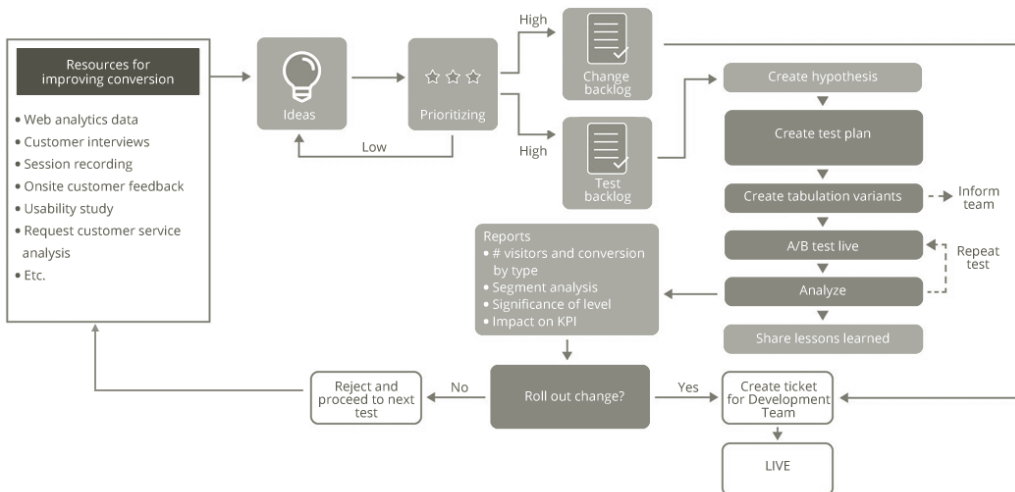 Resources for
improving conversion
• Web analytics data
• Customer interviews
• Session recording
• Onsite customer feedback
• Usability study
• Request customer service
analysis
• Etc.
Ideas
Prioritizing
Low
High
High
Change
backlog
Test
backlog
Create hypothesis
Create test plan
Create tabulation variants
Inform
team
A/B test live
Repeat
test
Analyze
Share lessons learned
Reports
• # visitors and conversion
by type
• Segment analysis
• Significance of level
• Impact on KPI
Roll out change?
No
Reject and
proceed to next
test
Yes
Create ticket
for Development
Team
LIVE